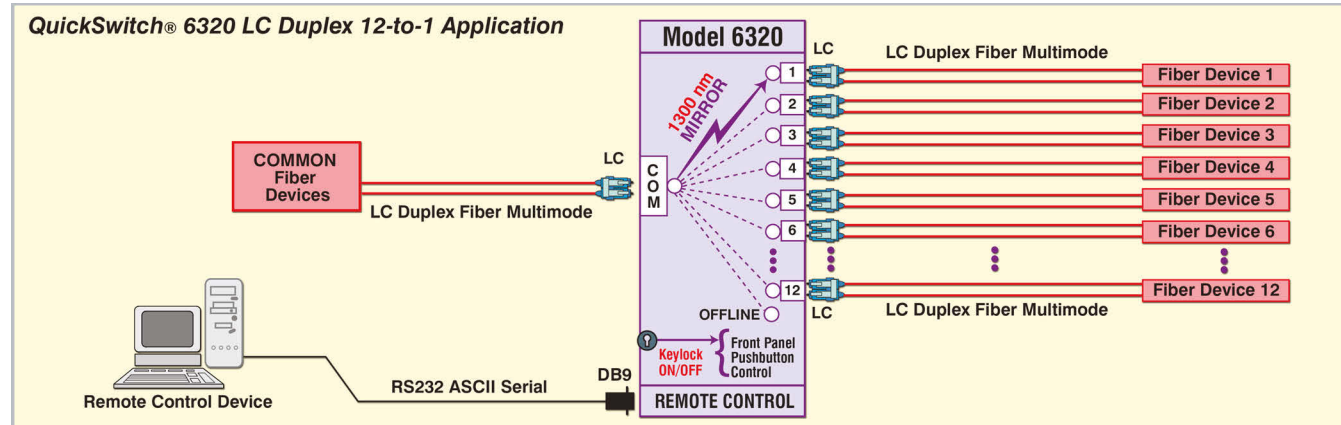 QuickSwitch® 6320 LC Duplex 12-to-1 Application
Model 6320
LC
LC Duplex Fiber Multimode
1
Fiber Device 1
2
Fiber Device 2
1300 nm
MIRROR
3
Fiber Device 3
COMMON
Fiber
Devices
LC
LC Duplex Fiber Multimode
COM
4
Fiber Device 4
5
Fiber Device 5
6
Fiber Device 6
12
Fiber Device 12
OFFLINE
LC
LC Duplex Fiber Multimode
Keylock
ON/OFF
Front Panel
Pushbutton
Control
Remote Control Device
RS232 ASCII Serial
DB9
REMOTE CONTROL